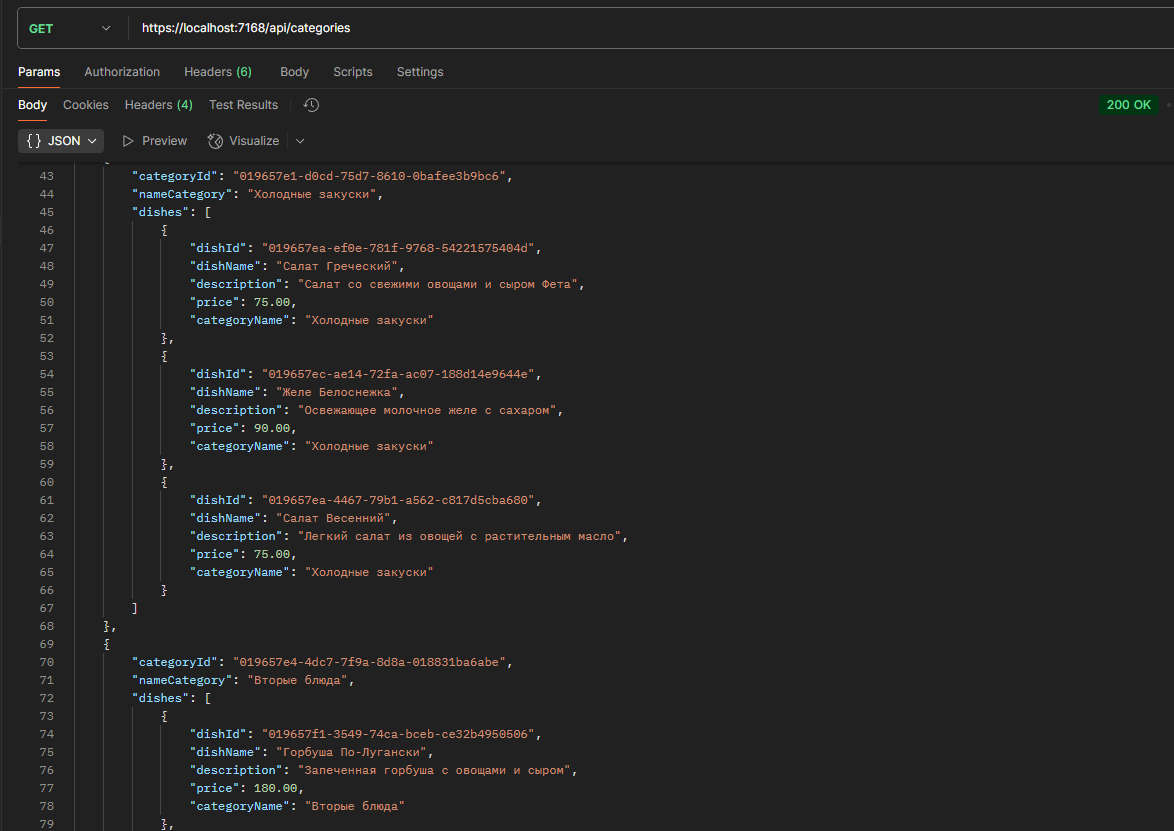 GET https://localhost:7168/api/categories
Params Authorization Headers (6) Body Scripts Settings
Body Cookies Headers (4) Test Results 200 OK
{} JSON Preview Visualize
43 "categoryId": "019657e1-d0cd-75d7-8610-0bafee3b9bc6",
44 "nameCategory": "Холодные закуски",
45 "dishes": [
46 {
47 "dishId": "019657ea-ef0e-781f-9768-54221575404d",
48 "dishName": "Салат Греческий",
49 "description": "Салат со свежими овощами и сыром Фета",
50 "price": 75.00,
51 "categoryName": "Холодные закуски"
52 },
53 {
54 "dishId": "019657ec-ae14-72fa-ac07-188d14e9644e",
55 "dishName": "Желе Белоснежка",
56 "description": "Освежающее молочное желе с сахаром",
57 "price": 90.00,
58 "categoryName": "Холодные закуски"
59 },
60 {
61 "dishId": "019657ea-4467-79b1-a562-c817d5cba680",
62 "dishName": "Салат Весенний",
63 "description": "Легкий салат из овощей с растительным масло",
64 "price": 75.00,
65 "categoryName": "Холодные закуски"
66 }
67 ]
68 },
69 {
70 "categoryId": "019657e4-4dc7-7f9a-8d8a-018831ba6abe",
71 "nameCategory": "Вторые блюда",
72 "dishes": [
73 {
74 "dishId": "019657f1-3549-74ca-bceb-ce32b4950506",
75 "dishName": "Горбуша По-Лугански",
76 "description": "Запеченная горбуша с овощами и сыром",
77 "price": 180.00,
78 "categoryName": "Вторые блюда"
79 },